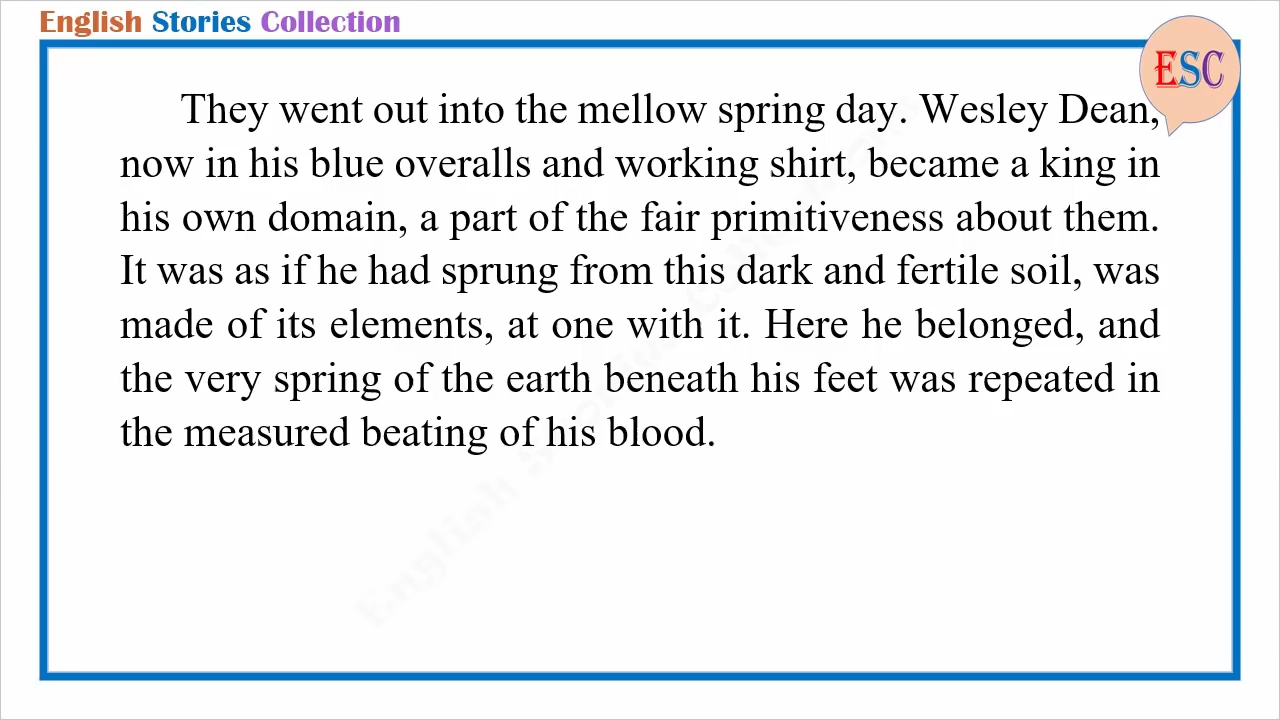 English Stories Collection
ESC
They went out into the mellow spring day. Wesley Dean,
now in his blue overalls and working shirt, became a king in
his own domain, a part of the fair primitiveness about them.
It was as if he had sprung from this dark and fertile soil, was
made of its elements, at one with it. Here he belonged, and
the very spring of the earth beneath his feet was repeated in
the measured beating of his blood.
English Stories Collection